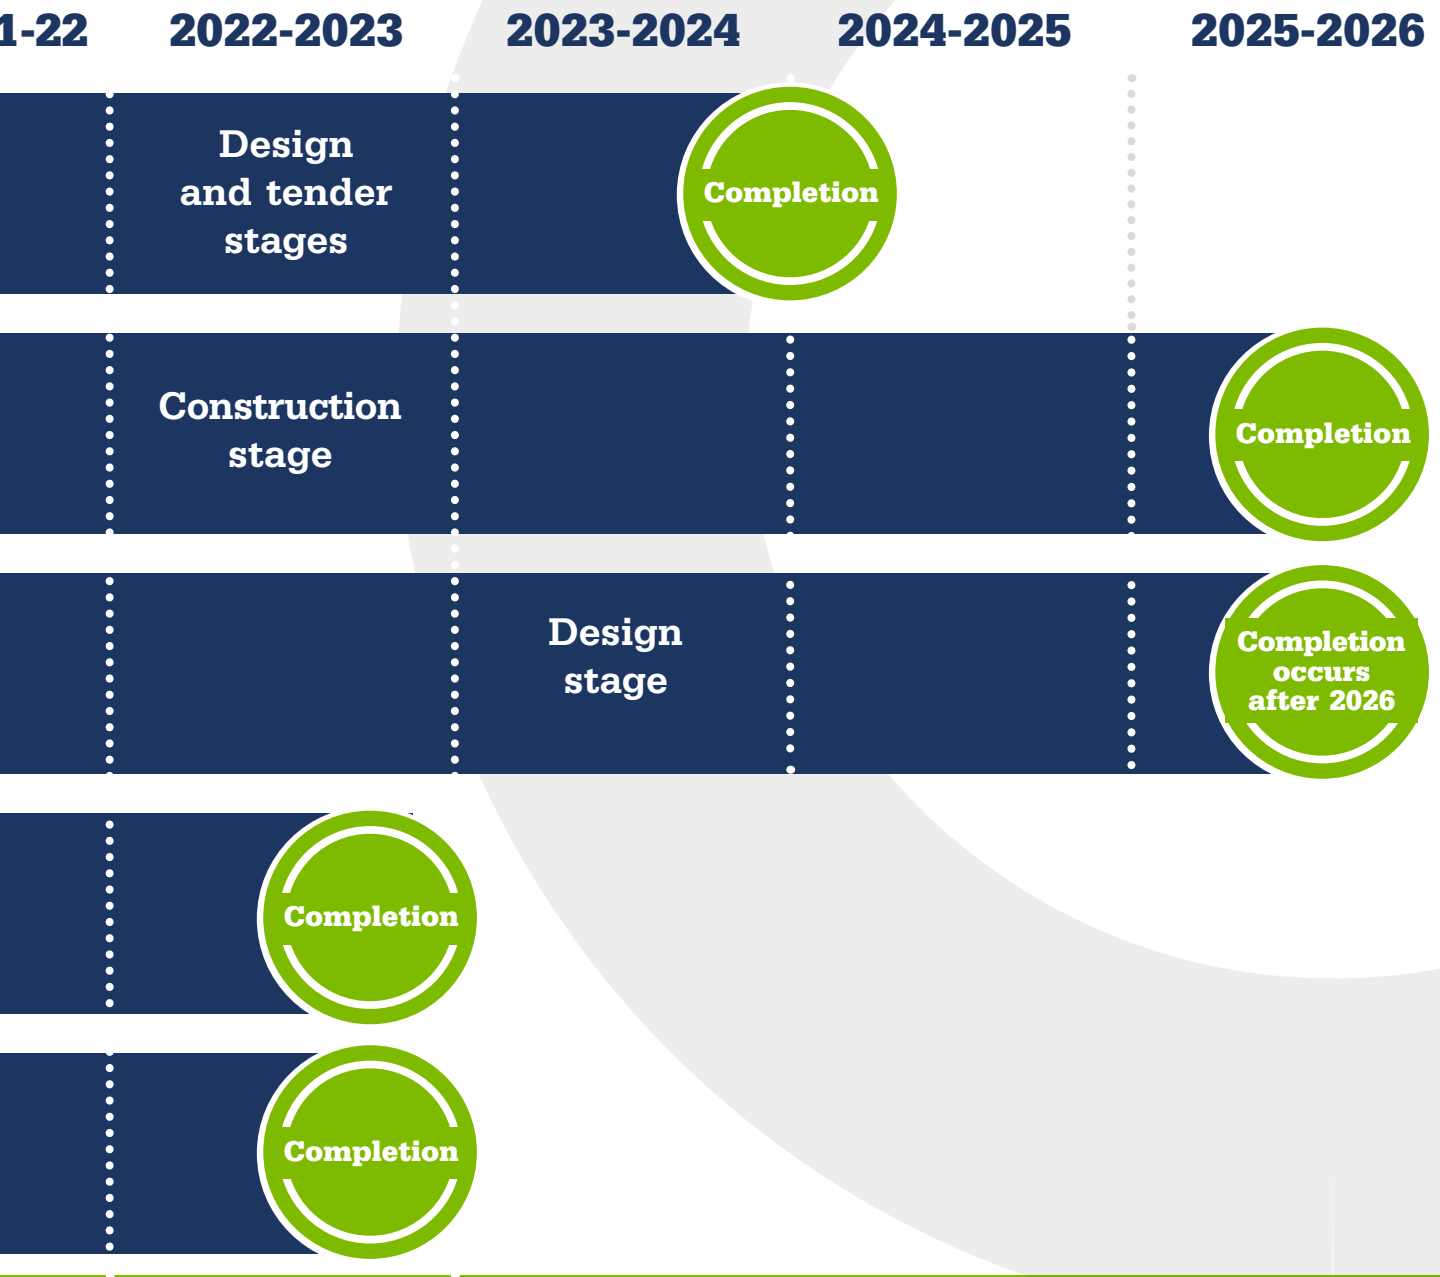 1-22 2022-2023 2023-2024 2024-2025 2025-2026
Design
and tender
stages
Completion
Construction
stage
Completion
Design
stage
Completion
occurs
after 2026
Completion
Completion